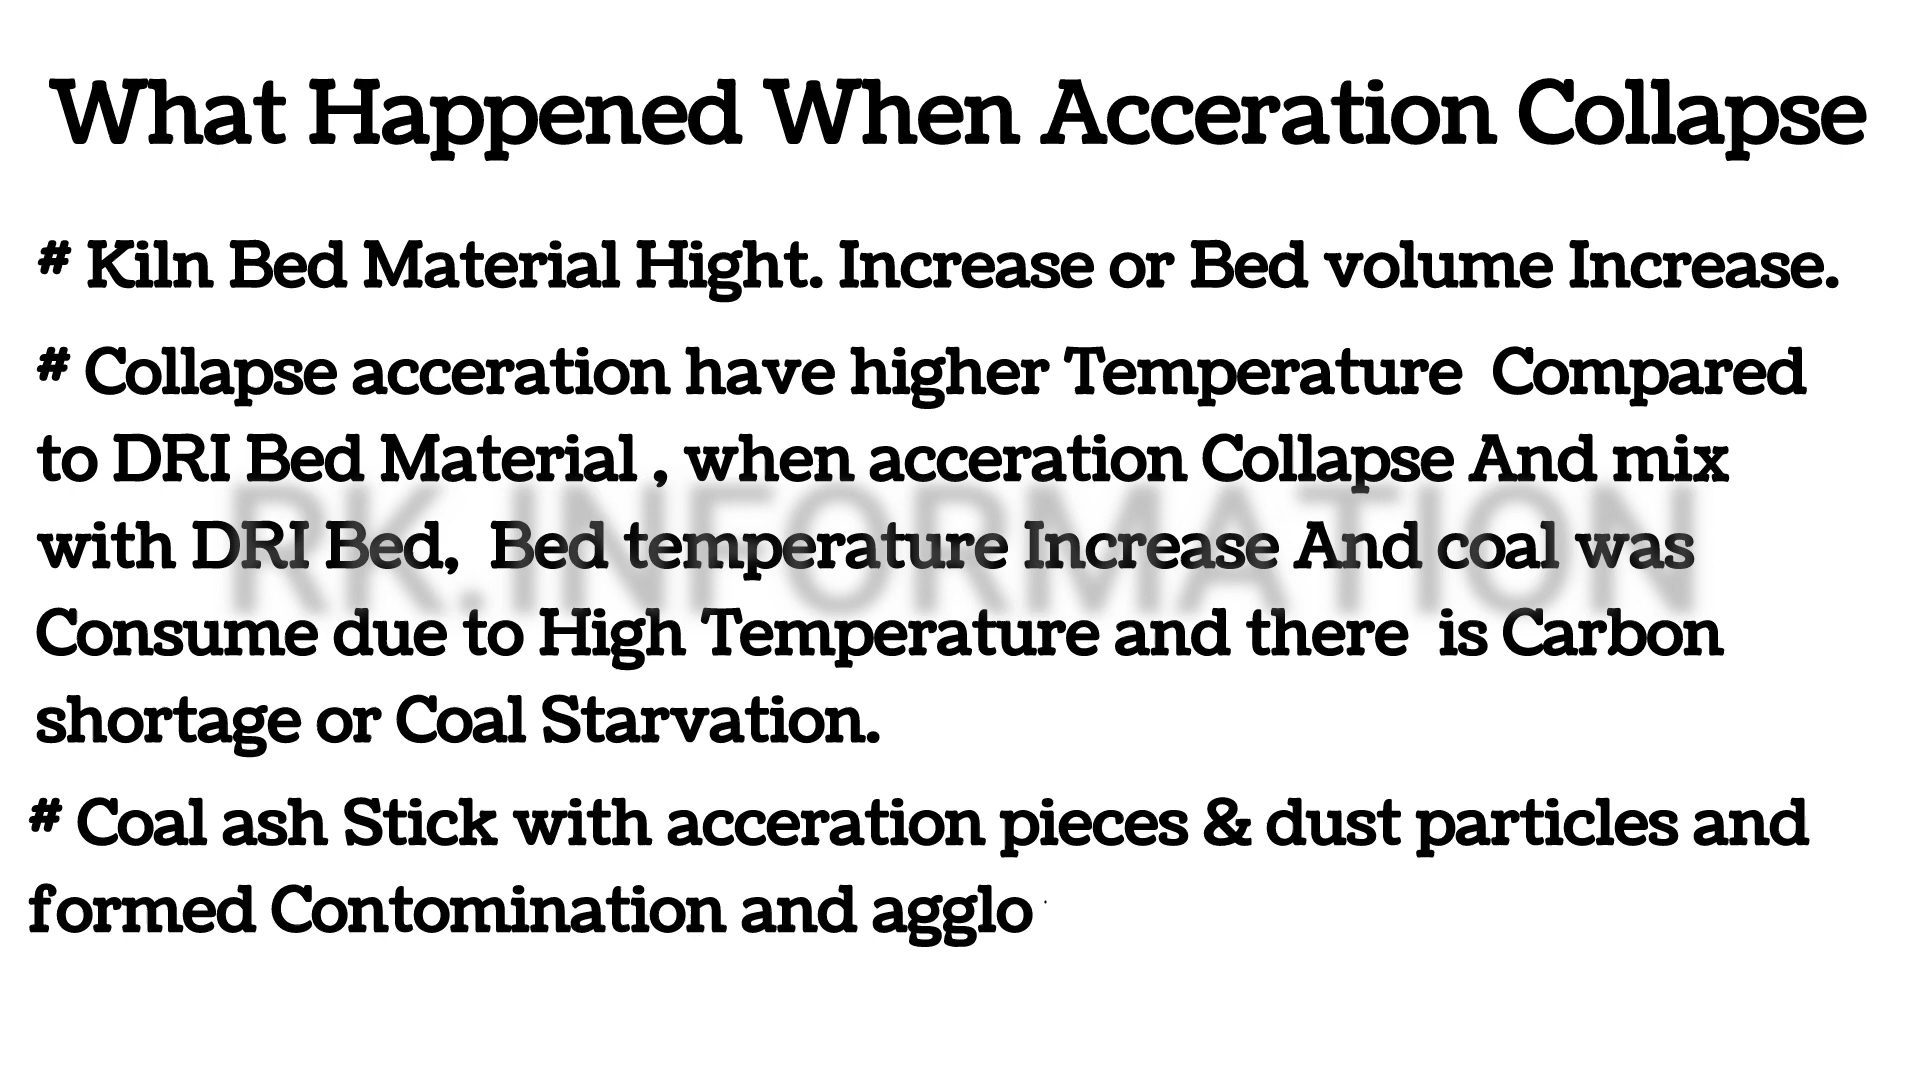 What Happened When Acceration Collapse
# Kiln Bed Material Hight. Increase or Bed volume Increase.
# Collapse acceration have higher Temperature Compared
to DRI Bed Material , when acceration Collapse And mix
with DRI Bed, Bed temperature Increase And coal was
RK.INFORMATION
Consume due to High Temperature and there is Carbon
shortage or Coal Starvation.
# Coal ash Stick with acceration pieces & dust particles and
formed Contomination and agglo